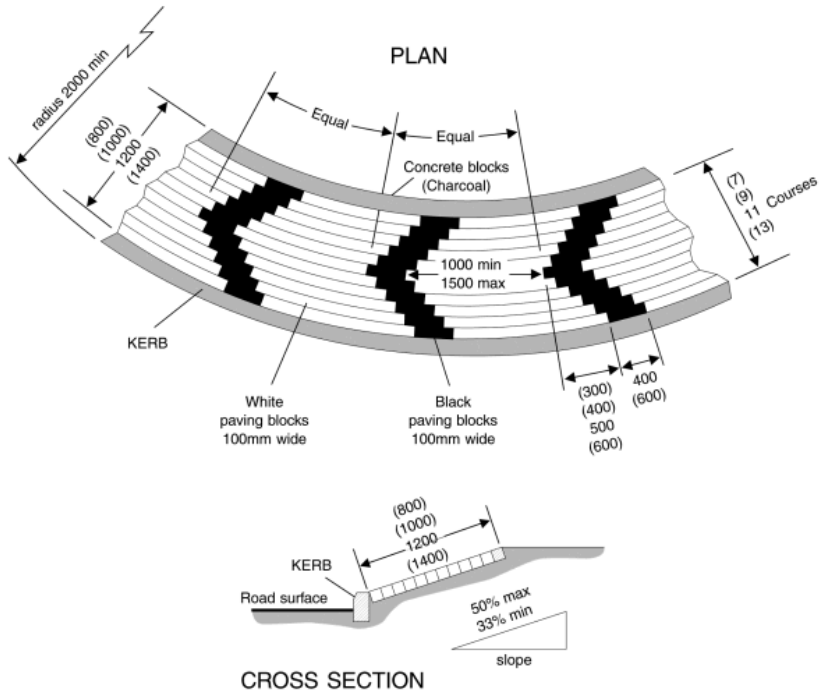 PLAN
radius 2000 min
(800)
(1000)
1200
(1400)
Equal
Equal
Concrete blocks
(Charcoal)
(7)
(9)
11 Courses
(13)
1000 min
1500 max
KERB
White
paving blocks
100mm wide
Black
paving blocks
100mm wide
(300)
(400)
500
(600)
400
(600)
(800)
(1000)
1200
(1400)
KERB
Road surface
50% max
33% min
slope
CROSS SECTION